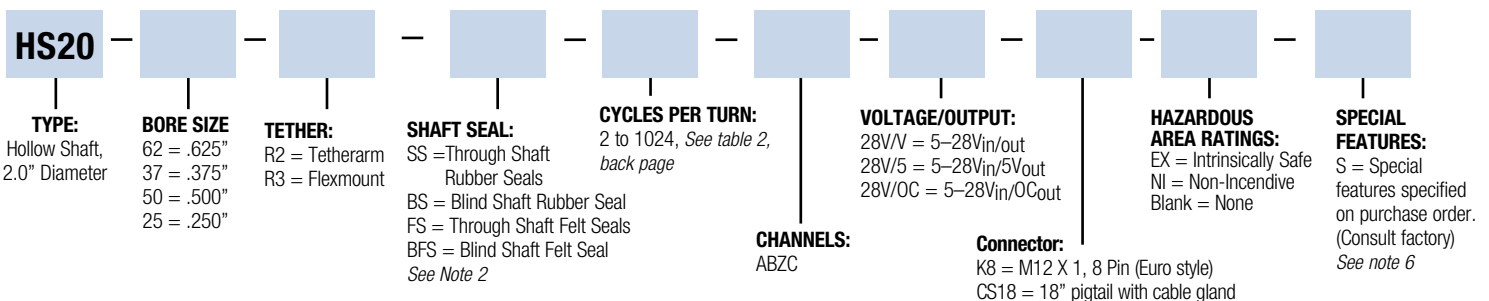 HS20 — — — — — — — — —
TYPE:
Hollow Shaft,
2.0” Diameter
BORE SIZE
62 = .625”
37 = .375”
50 = .500”
25 = .250”
TETHER:
R2 = Tetherarm
R3 = Flexmount
SHAFT SEAL:
SS =Through Shaft
Rubber Seals
BS = Blind Shaft Rubber Seal
FS = Through Shaft Felt Seals
BFS = Blind Shaft Felt Seal
See Note 2
CYCLES PER TURN:
2 to 1024, See table 2,
back page
CHANNELS:
ABZC
VOLTAGE/OUTPUT:
28V/V = 5–28Vin/out
28V/5 = 5–28Vin/5Vout
28V/OC = 5–28Vin/OCout
Connector:
K8 = M12 X 1, 8 Pin (Euro style)
CS18 = 18” pigtail with cable gland
HAZARDOUS
AREA RATINGS:
EX = Intrinsically Safe
NI = Non-Incendive
Blank = None
SPECIAL
FEATURES:
S = Special
features specified
on purchase order.
(Consult factory)
See note 6